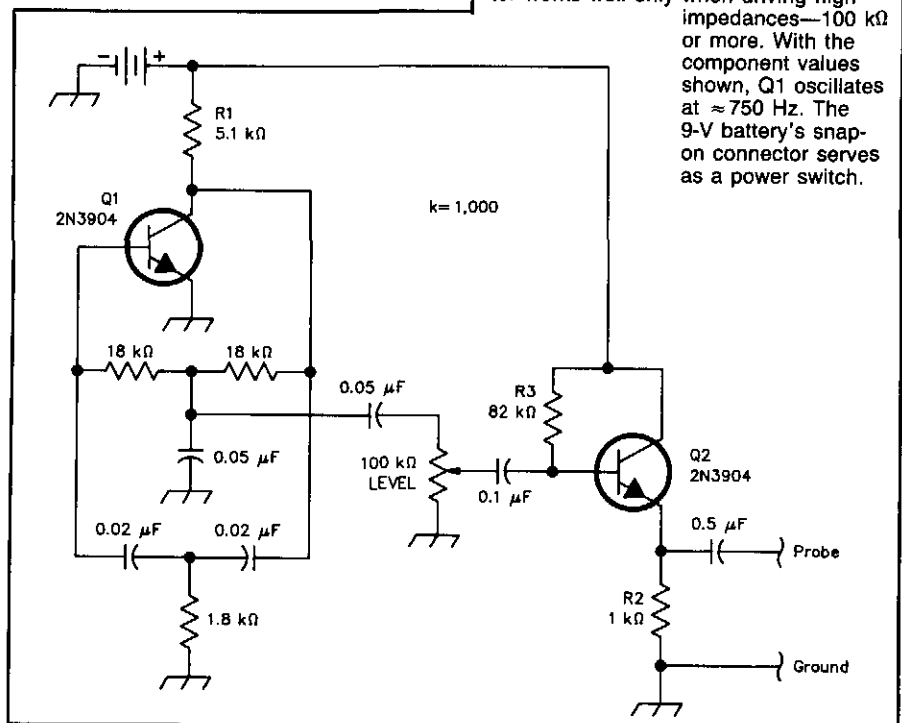 when driving high
impedances—100 kΩ
or more. With the
component values
shown, Q1 oscillates
at ≈750 Hz. The
9-V battery's snap-
on connector serves
as a power switch.
- +
R1
5.1 kΩ
Q1
2N3904
k=1,000
18 kΩ 18 kΩ
0.05 µF
0.05 µF
R3
82 kΩ
100 kΩ
LEVEL
0.1 µF
Q2
2N3904
0.02 µF 0.02 µF
0.5 µF
Probe
1.8 kΩ
R2
1 kΩ
Ground